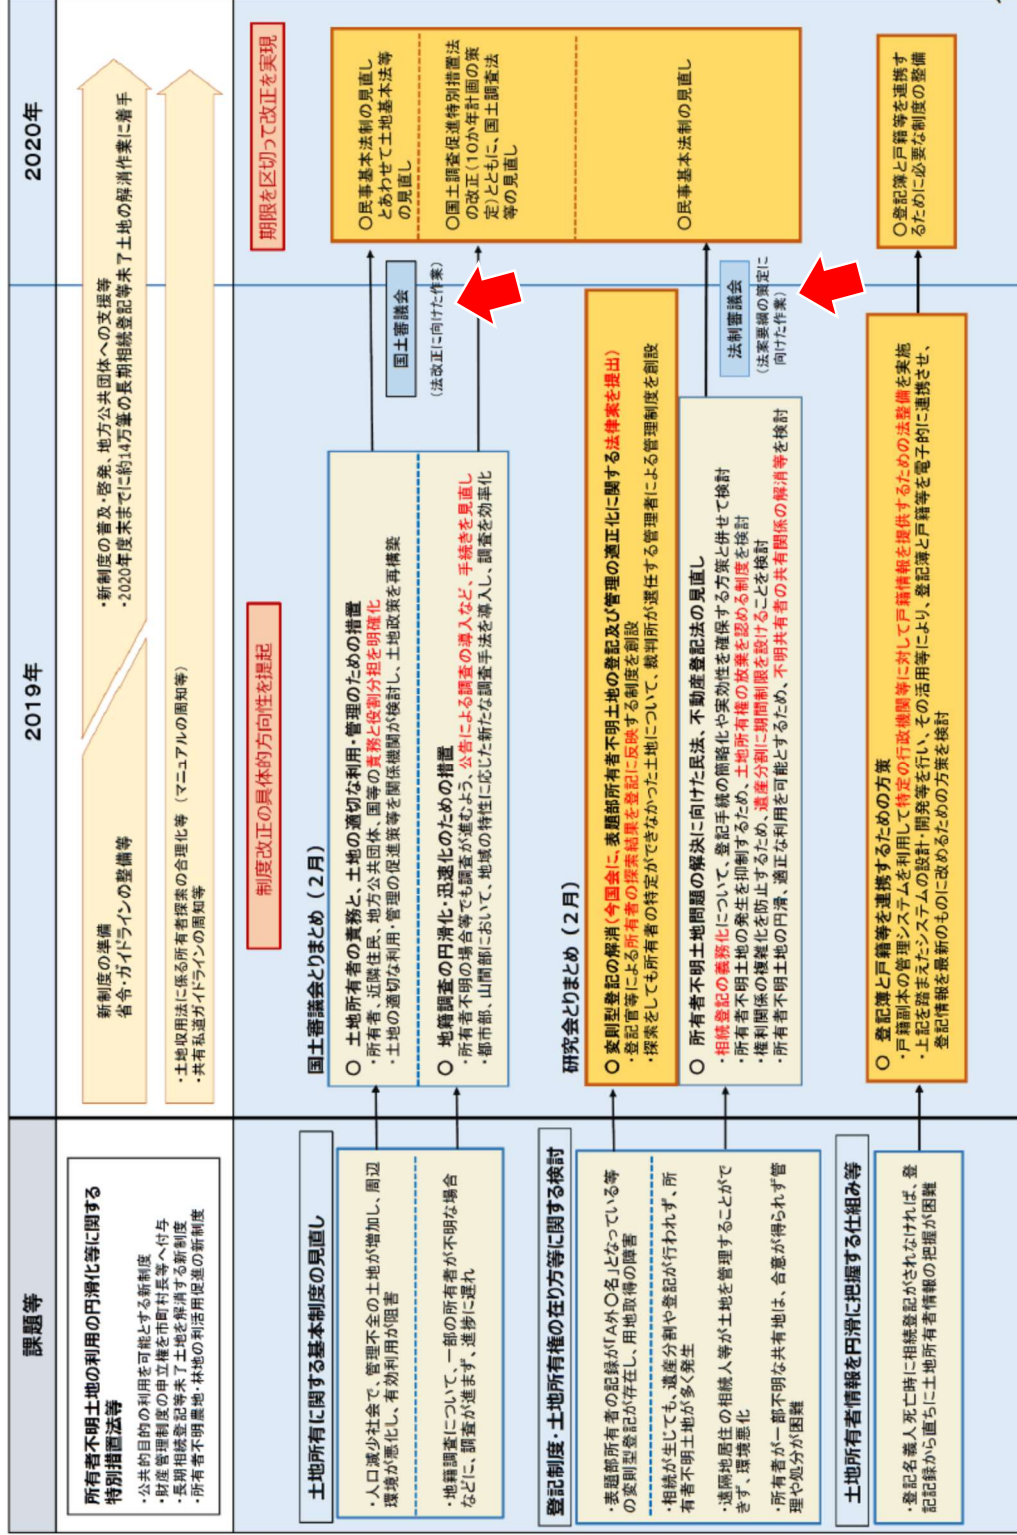 課題等
2019年
2020年
所有者不明土地の利用の円滑化等に関する
特別措置法等
・公共的目的の利用を可能とする新制度
・財産管理制度の申立権を市町村長等へ付与
・長期相続登記等未了土地を解消する新制度
・所有者不明農地・林地の利活用促進の新制度
新制度の準備
省令・ガイドラインの整備等
・新制度の普及・啓発、地方公共団体への支援等
・2020年度末までに約14万筆の長期相続登記等未了土地の解消作業に着手
・土地収用法に係る所有者探索の合理化等（マニュアルの周知等）
・共有私道ガイドラインの周知等
制度改正の具体的方向性を提起
期限を区切って改正を実現
土地所有に関する基本制度の見直し
・人口減少社会で、管理不全の土地が増加し、周辺
環境が悪化し、有効利用が阻害
・地籍調査について、一部の所有者が不明な場合
などに、調査が進まず、進捗に遅れ
国土審議会とりまとめ（２月）
〇 土地所有者の責務と、土地の適切な利用・管理のための措置
・所有者、近隣住民、地方公共団体、国等の責務と役割分担を明確化
・土地の適切な利用・管理の促進策等を関係機関が検討し、土地政策を再構築
〇 地籍調査の円滑化・迅速化のための措置
・所有者不明の場合等でも調査が進むよう、公告による調査の導入など、手続きを見直し
・都市部、山間部において、地域の特性に応じた新たな調査手法を導入し、調査を効率化
国土審議会
（法改正に向けた作業）
〇民事基本法制の見直し
とあわせて土地基本法等
の見直し
〇国土調査促進特別措置法
の改正（10か年計画の策
定）とともに、国土調査法
等の見直し
〇民事基本法制の見直し
登記制度・土地所有権の在り方等に関する検討
・表題部所有者の記録が「A外〇名」となっている等
の変則型登記が存在し、用地取得の障害
・相続が生じても、遺産分割や登記が行われず、所
有者不明土地が多く発生
・遠隔地居住の相続人等が土地を管理することがで
きず、環境悪化
・所有者が一部不明な共有地は、合意が得られず管
理や処分が困難
研究会とりまとめ（２月）
〇変則型登記の解消（今国会に、表題部所有者不明土地の登記及び管理の適正化に関する法律案を提出）
・登記官等による所有者の探索結果を登記に反映する制度を創設
・探索をしても所有者の特定ができなかった土地について、裁判所が選任する管理者による管理制度を創設
〇 所有者不明土地問題の解決に向けた民法、不動産登記法の見直し
・相続登記の義務化について、登記手続の簡略化や実効性を確保する方策と併せて検討
・所有者不明土地の発生を抑制するため、土地所有権の放棄を認める制度を検討
・権利関係の複雑化を防止するため、遺産分割に期間制限を設けることを検討
・所有者不明土地の円滑、適正な利用を可能とするため、不明共有者の共有関係の解消等を検討
法制審議会
（法案要綱の策定に
向けた作業）
土地所有者情報を円滑に把握する仕組み等
・登記名義人死亡時に相続登記がされなければ、登
記記録から直ちに土地所有者情報の把握が困難
〇 登記簿と戸籍等を連携するための方策
・戸籍副本の管理システムを利用して特定の行政機関等に対して戸籍情報を提供するための法整備を実施
・上記を踏まえたシステムの設計・開発等を行い、その活用等により、登記簿と戸籍等を電子的に連携させ、
登記情報を最新のものに改めるための方策を検討
〇登記簿と戸籍等を連携す
るために必要な制度の整備